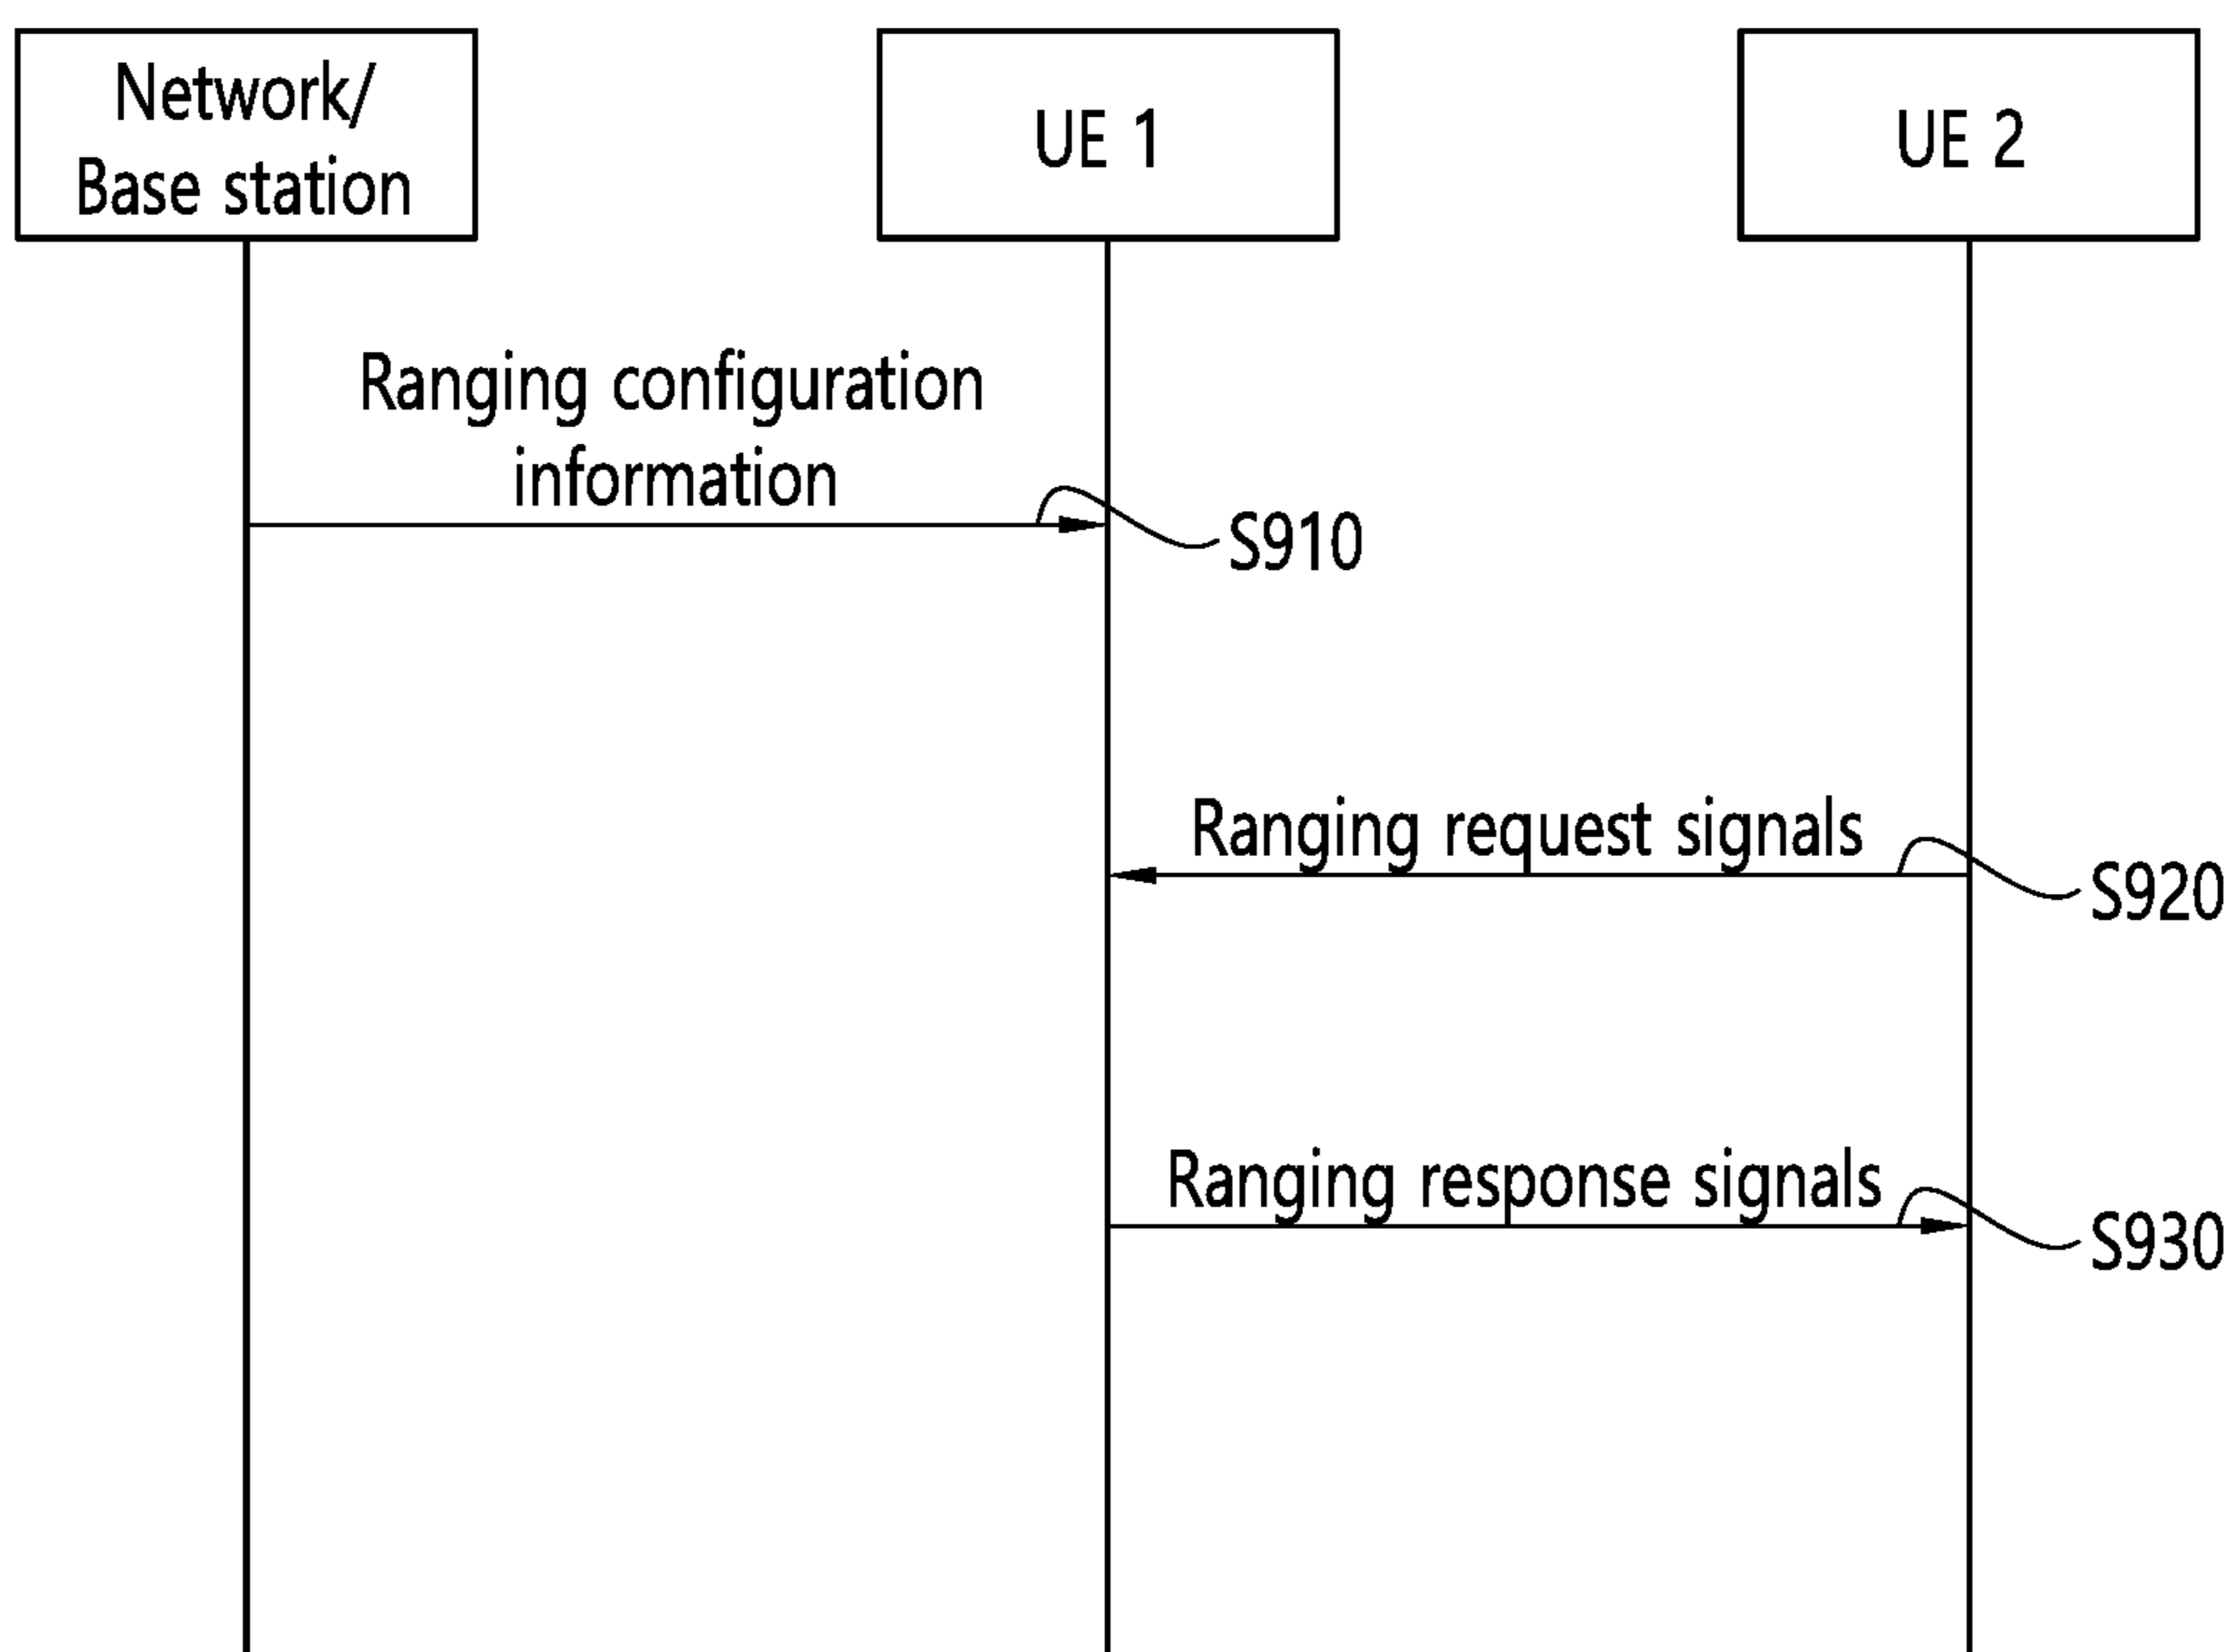 Network/
Base station
UE 1
UE 2
Ranging configuration
information
S910
Ranging request signals
S920
Ranging response signals
S930